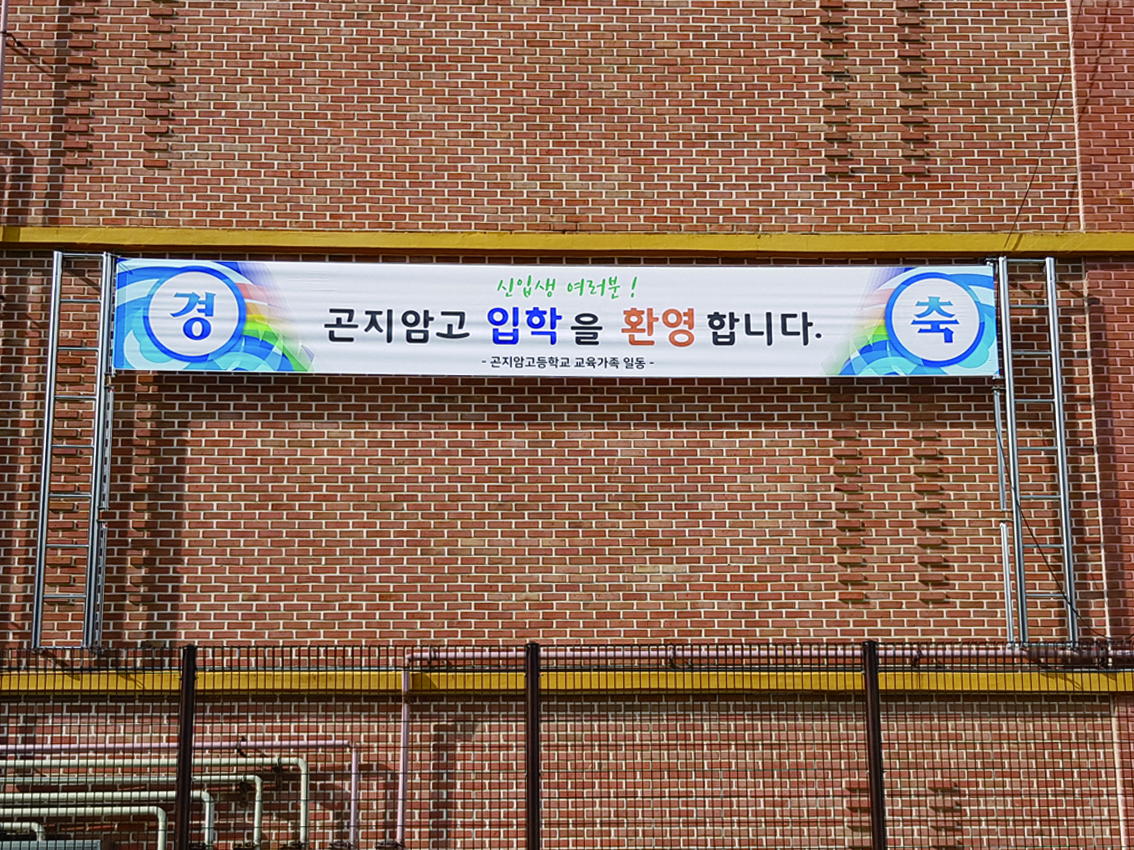 신입생 여러분!
경 곤지암고 입학을 환영합니다. 축
- 곤지암고등학교 교육가족 일동 -